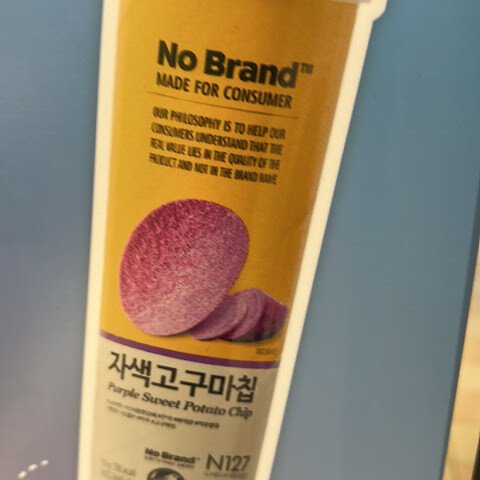 No Brand™
MADE FOR CONSUMER
OUR PHILOSOPHY IS TO HELP OUR
CONSUMERS UNDERSTAND THAT THE
REAL VALUE LIES IN THE QUALITY OF THE
PRODUCT AND NOT IN THE BRAND NAME
자색고구마칩
Purple Sweet Potato Chip
No Brand™
N127